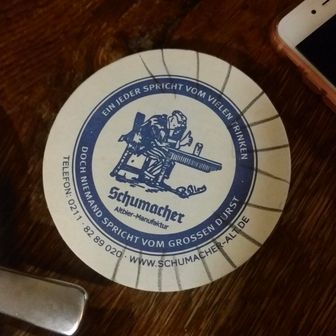 EIN JEDER SPRICHT VOM VIELEN TRINKEN
DOCH NIEMAND SPRICHT VOM GROSSEN DURST
Schumacher
Altbier-Manufaktur
TELEFON: 0211 - 82 89 020 · WWW.SCHUMACHER-ALT.DE